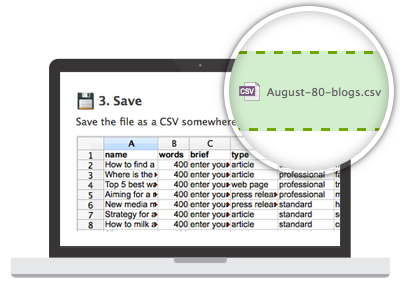 3. Save
Save the file as a CSV somewhere
CSV
August-80-blogs.csv
A B C D
1 name words brief type
2 How to find a 400 enter you article
3 Where is the 400 enter you article professional
4 Top 5 best wa 400 enter you web page professional
5 Aiming for a 400 enter you press relea professional
6 New media m 400 enter you press relea standard
7 Strategy for a 400 enter you article standard
8 How to milk a 400 enter you article standard